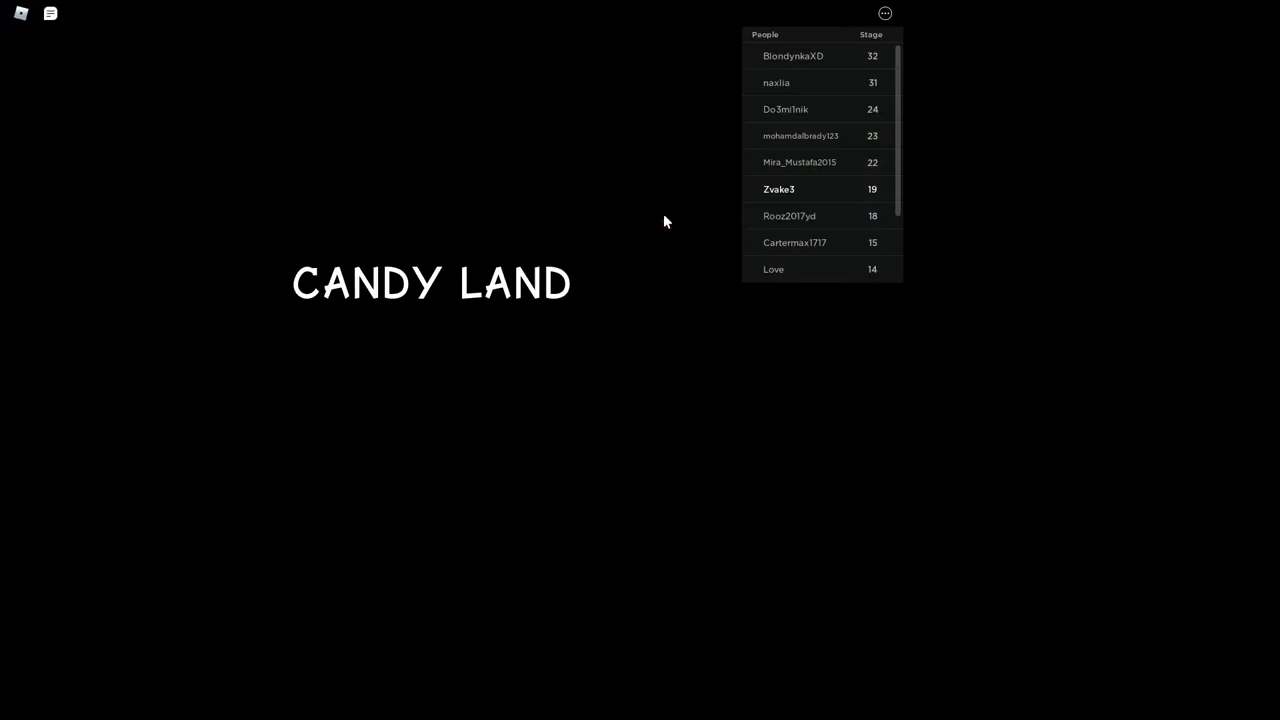 People Stage
BlondynkaXD 32
naxlia 31
Do3mi1nik 24
mohamdalbrady123 23
Mira_Mustafa2015 22
Zvake3 19
Rooz2017yd 18
Cartermax1717 15
Love 14
CANDY LAND